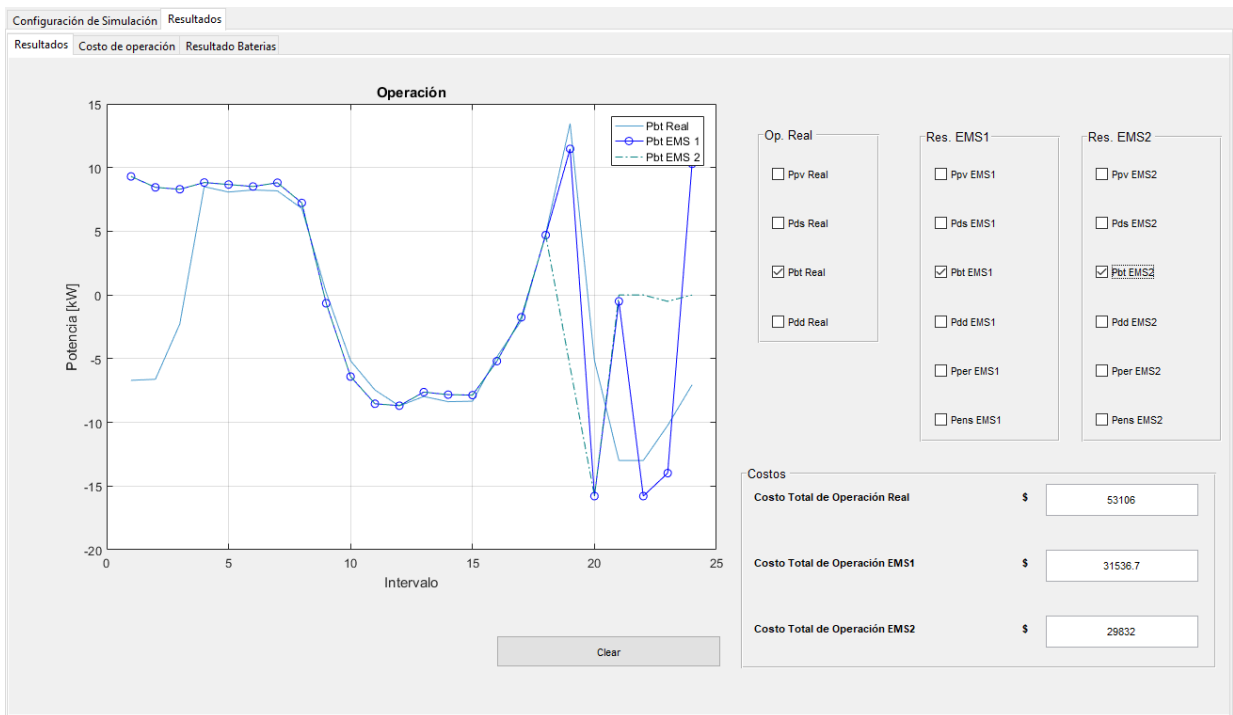 Configuración de Simulación Resultados
Resultados Costo de operación Resultado Baterias
Operación
Pbt Real
Pbt EMS 1
Pbt EMS 2
15
10
5
0
-5
-10
-15
-20
Potencia [kW]
0 5 10 15 20 25
Intervalo
Clear
Op. Real
Ppv Real
Pds Real
Pbt Real
Pdd Real
Res. EMS1
Ppv EMS1
Pds EMS1
Pbt EMS1
Pdd EMS1
Pper EMS1
Pens EMS1
Res. EMS2
Ppv EMS2
Pds EMS2
Pbt EMS2
Pdd EMS2
Pper EMS2
Pens EMS2
Costos
Costo Total de Operación Real $ 53106
Costo Total de Operación EMS1 $ 31536.7
Costo Total de Operación EMS2 $ 29832